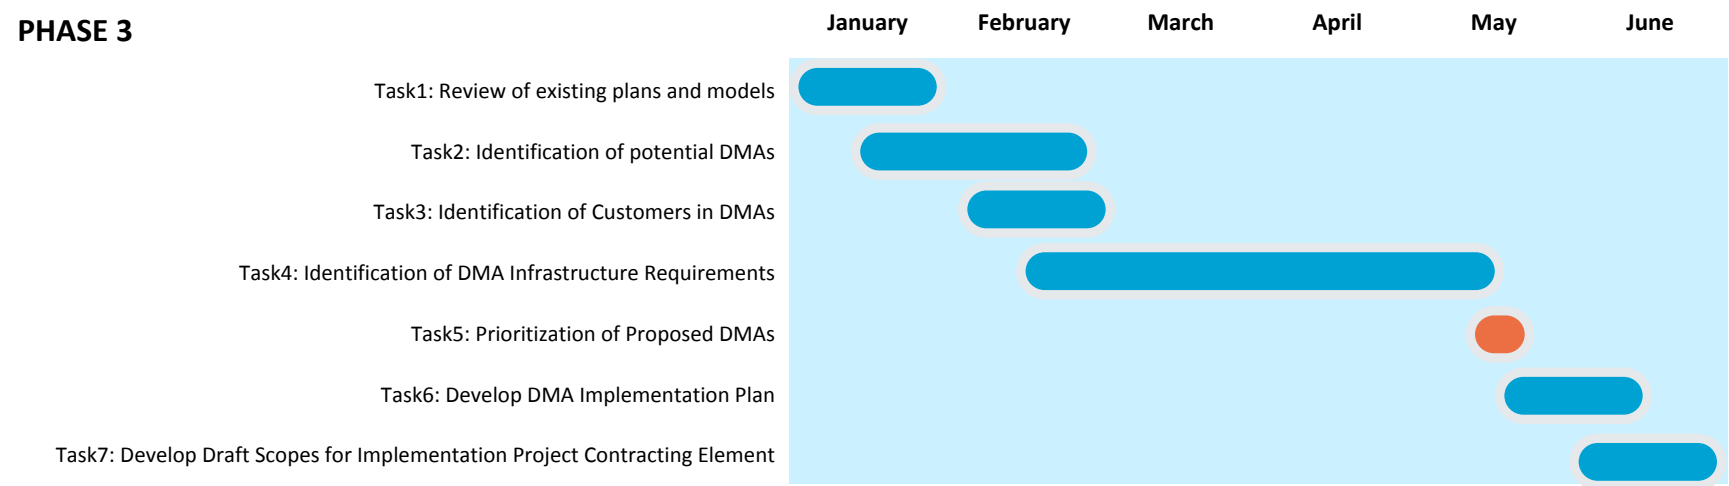 PHASE 3
January February March April May June
Task1: Review of existing plans and models
Task2: Identification of potential DMAs
Task3: Identification of Customers in DMAs
Task4: Identification of DMA Infrastructure Requirements
Task5: Prioritization of Proposed DMAs
Task6: Develop DMA Implementation Plan
Task7: Develop Draft Scopes for Implementation Project Contracting Element